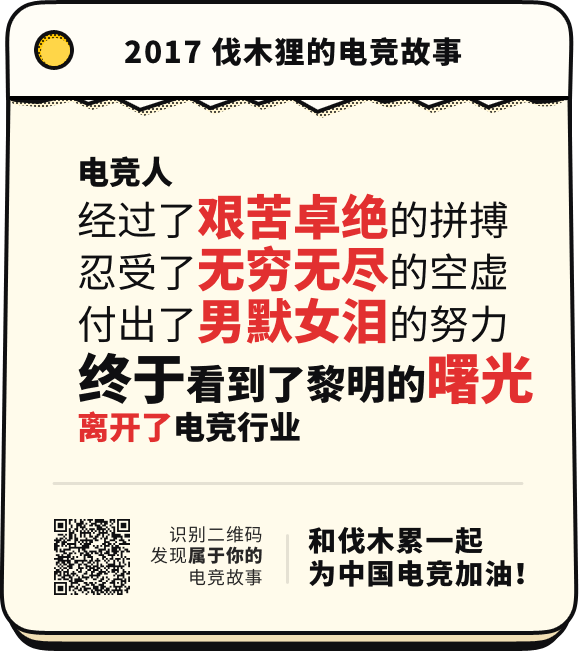 2017 伐木狸的电竞故事
电竞人
经过了艰苦卓绝的拼搏
忍受了无穷无尽的空虚
付出了男默女泪的努力
终于看到了黎明的曙光
离开了电竞行业
识别二维码
发现属于你的
电竞故事
和伐木累一起
为中国电竞加油!